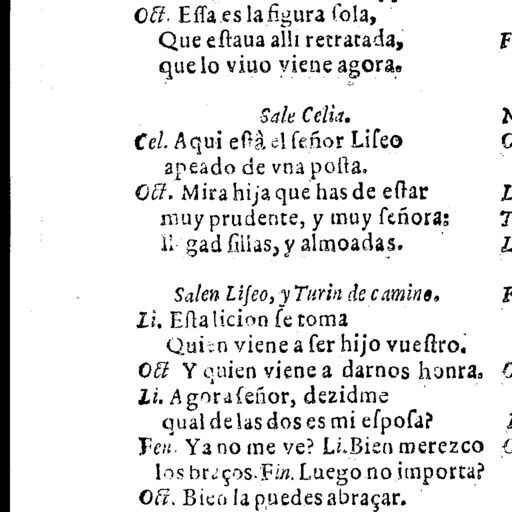 Oct. Eſſa es la figura ſola,
Que eſtaua alli retratada,
que lo viuo viene agora.
Sale Celia.
Cel. Aqui eſtà el ſeñor Liſeo
apeado de vna poſta.
Oct. Mira hija que has de eſtar
muy prudente, y muy ſeñora;
ll gad ſillas, y almoadas.
Salen Liſeo, y Turin de camino.
Li. Eſta licion ſe toma
Quien viene a ſer hijo vueſtro.
Oct Y quien viene a darnos honra.
Li. Agora ſeñor, dezidme
qual de las dos es mi eſpoſa?
Fen. Ya no me ve? Li. Bien merezco
los braços. Fin. Luego no importa?
Oct. Bien la puedes abraçar.